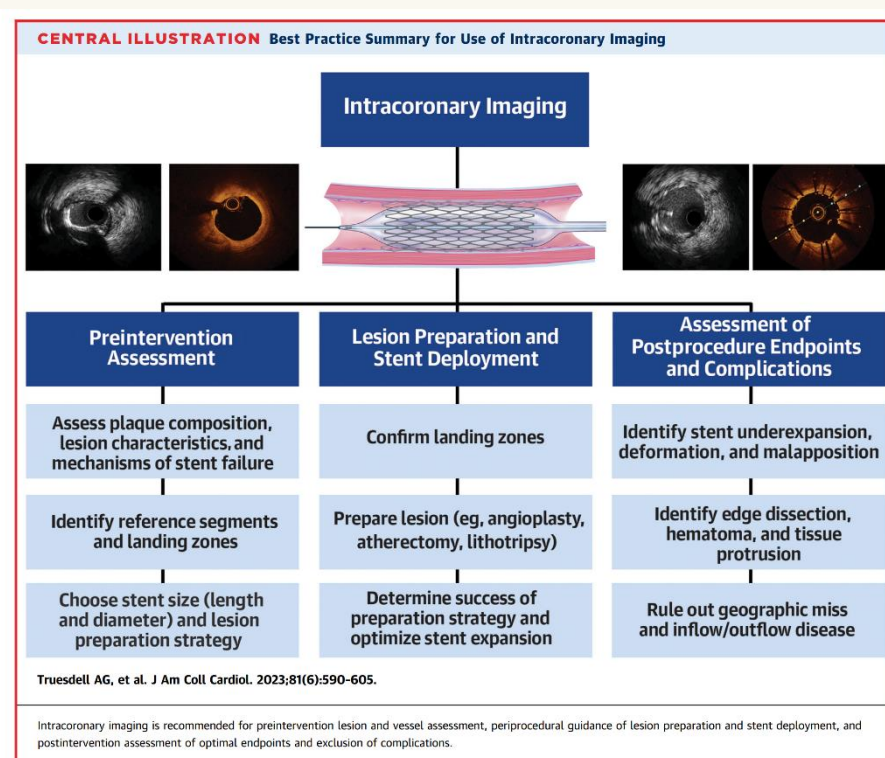 CENTRAL ILLUSTRATION Best Practice Summary for Use of Intracoronary Imaging
Intracoronary Imaging
Preintervention
Assessment
Assess plaque composition,
lesion characteristics, and
mechanisms of stent failure
Identify reference segments
and landing zones
Choose stent size (length
and diameter) and lesion
preparation strategy
Lesion Preparation and
Stent Deployment
Confirm landing zones
Prepare lesion (eg, angioplasty,
atherectomy, lithotripsy)
Determine success of
preparation strategy and
optimize stent expansion
Assessment of
Postprocedure Endpoints
and Complications
Identify stent underexpansion,
deformation, and malapposition
Identify edge dissection,
hematoma, and tissue
protrusion
Rule out geographic miss
and inflow/outflow disease
Truesdell AG, et al. J Am Coll Cardiol. 2023;81(6):590-605.
Intracoronary imaging is recommended for preintervention lesion and vessel assessment, periprocedural guidance of lesion preparation and stent deployment, and
postintervention assessment of optimal endpoints and exclusion of complications.